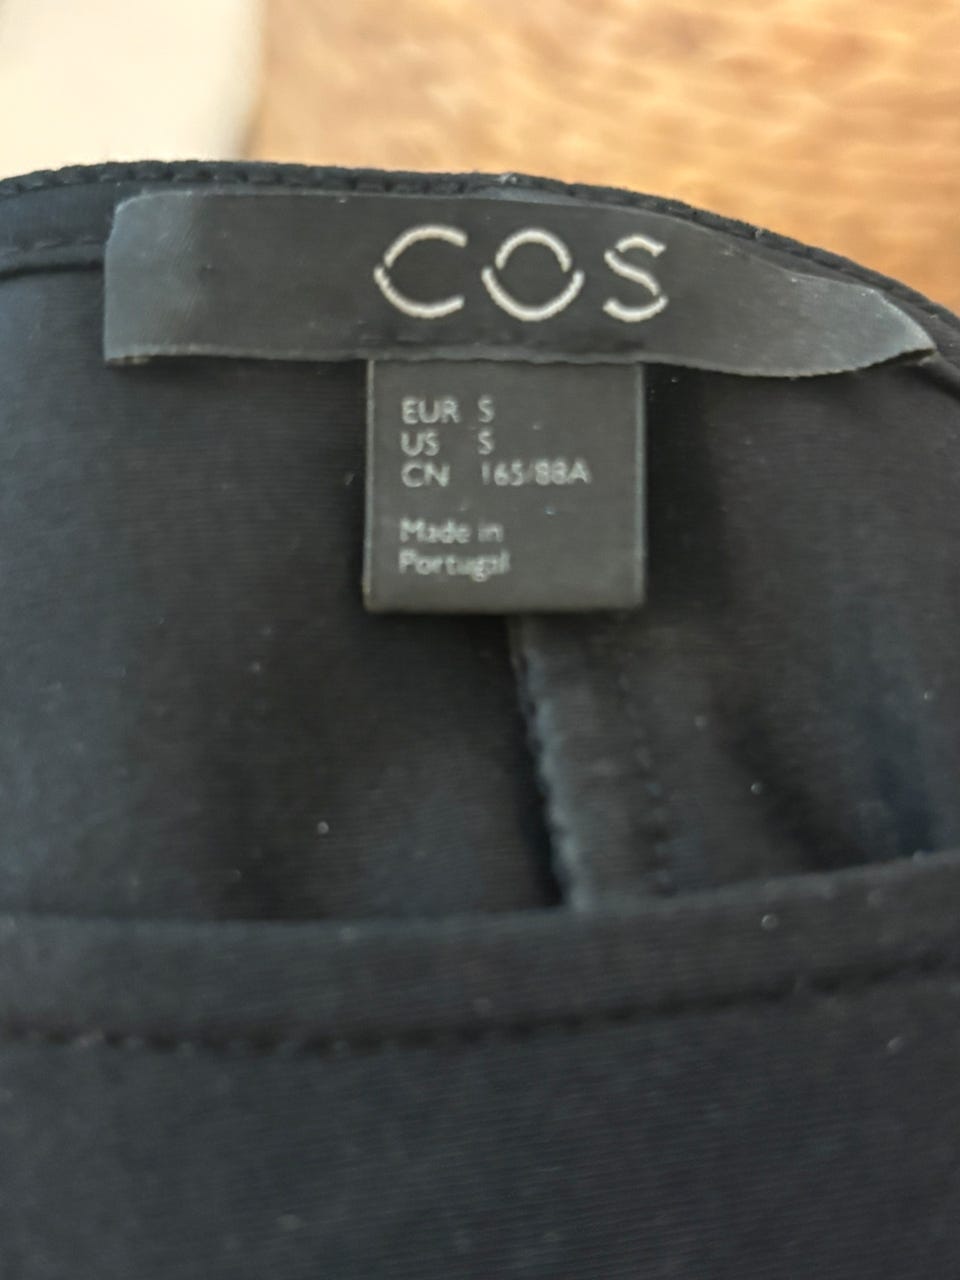 COS
EUR S
US S
CN 165/88A
Made in
Portugal